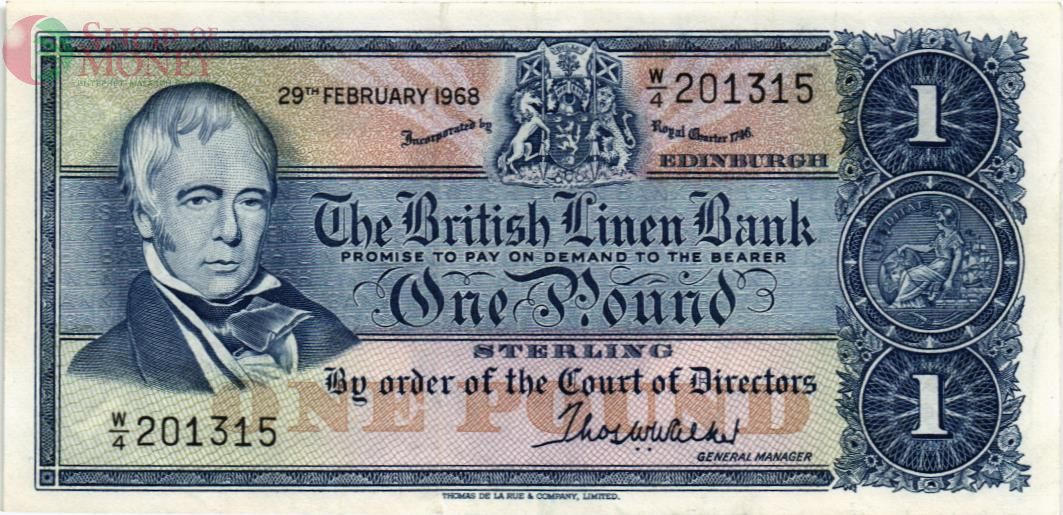 SHOP OF
MONEY
29TH FEBRUARY 1968
W/4 201315
Incorporated by
Royal Charter 1746.
EDINBURGH
The British Linen Bank
PROMISE TO PAY ON DEMAND TO THE BEARER
One Pound
STERLING
By order of the Court of Directors
ONE POUND
W/4 201315
Thos W Walker
GENERAL MANAGER
1
1
THOMAS DE LA RUE & COMPANY, LIMITED.